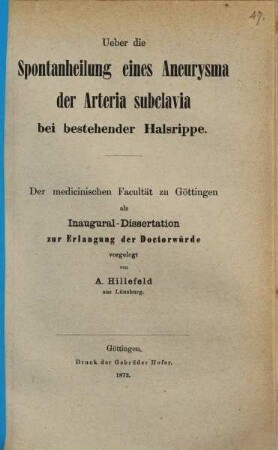 47.
Ueber die
Spontanheilung eines Aneurysma
der Arteria subclavia
bei bestehender Halsrippe.
Der medicinischen Facultät zu Göttingen
als
Inaugural-Dissertation
zur Erlangung der Doctorwürde
vorgelegt
von
A. Hillefeld
aus Lüneburg.
Göttingen,
Druck der Gebrüder Hofer.
1872.